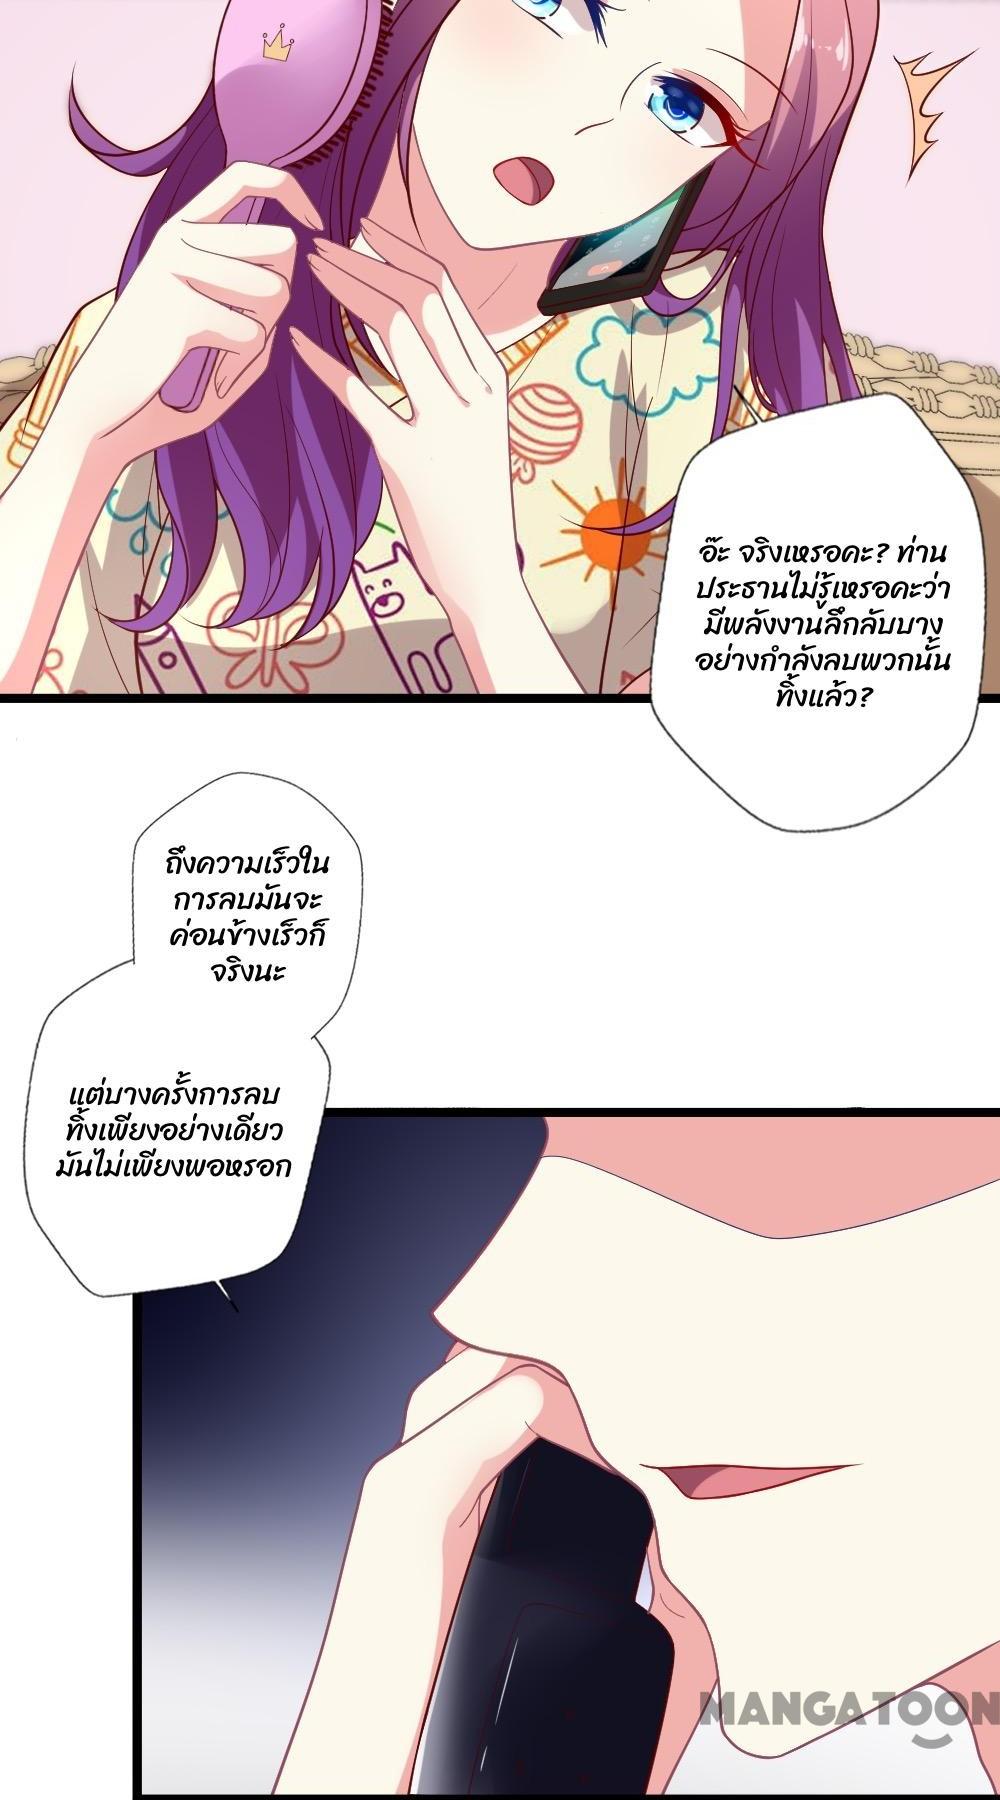 อ๊ะ จริงเหรอคะ? ท่าน
ประธานไม่รู้เหรอคะว่า
มีพลังงานลึกลับบาง
อย่างกำลังลบพวกนั้น
ทิ้งแล้ว?
ถึงความเร็วใน
การลบมันจะ
ค่อนข้างเร็วก็
จริงนะ
แต่บางครั้งการลบ
ทิ้งเพียงอย่างเดียว
มันไม่เพียงพอหรอก
MANGATOON